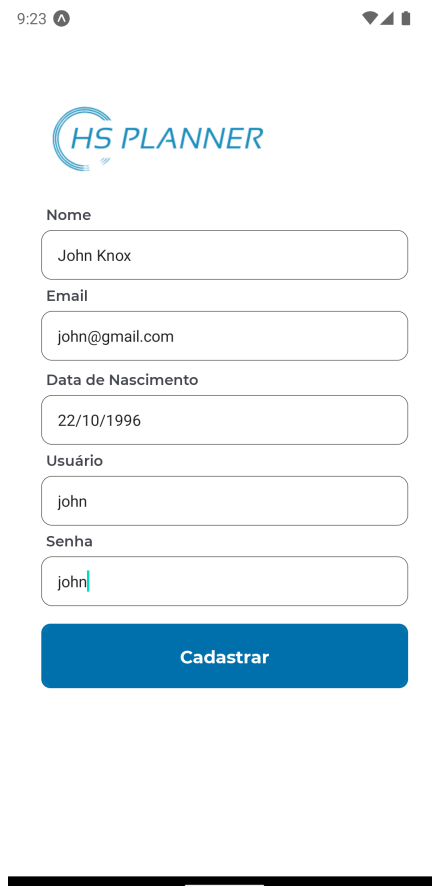 9:23
HS PLANNER
Nome
John Knox
Email
john@gmail.com
Data de Nascimento
22/10/1996
Usuário
john
Senha
john
Cadastrar